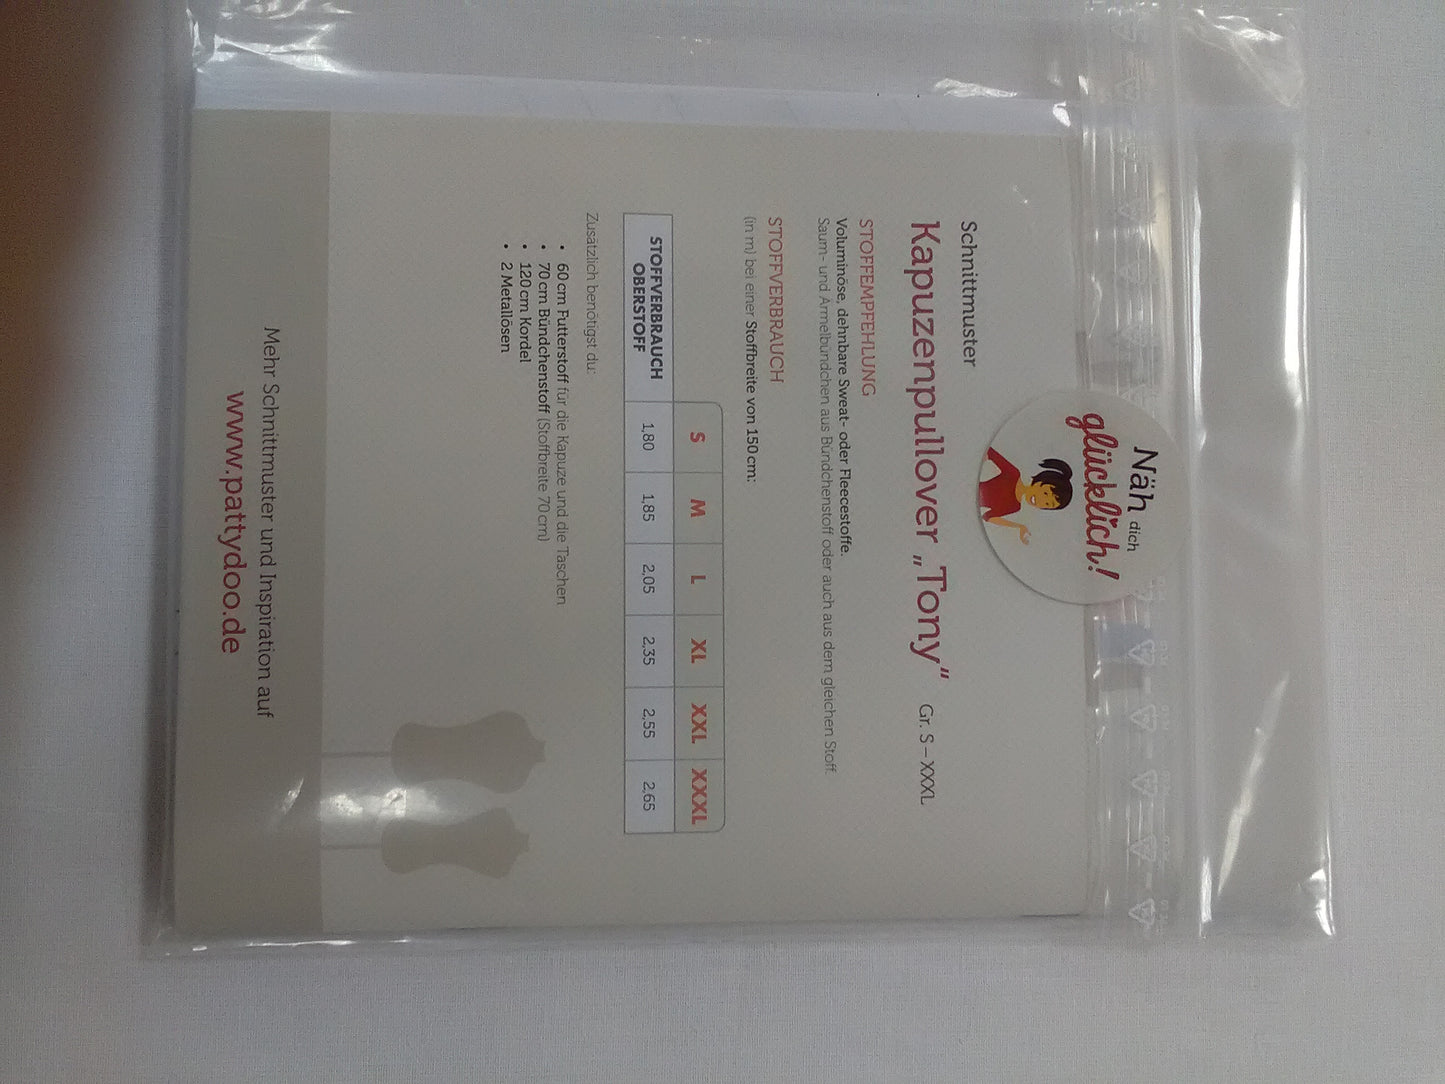 Näh dich
glücklich!
Schnittmuster
Kapuzenpullover „Tony“ Gr. S – XXXL
STOFFEMPFEHLUNG
Voluminöse, dehnbare Sweat- oder Fleecestoffe.
Saum- und Ärmelbündchen aus Bündchenstoff oder auch aus dem gleichen Stoff.
STOFFVERBRAUCH
(in m) bei einer Stoffbreite von 150 cm:
S M L XL XXL XXXL
STOFFVERBRAUCH
OBERSTOFF
1,80 1,85 2,05 2,35 2,55 2,65
Zusätzlich benötigst du:
• 60 cm Futterstoff für die Kapuze und die Taschen
• 70 cm Bündchenstoff (Stoffbreite 70 cm)
• 120 cm Kordel
• 2 Metallösen
Mehr Schnittmuster und Inspiration auf
www.pattydoo.de